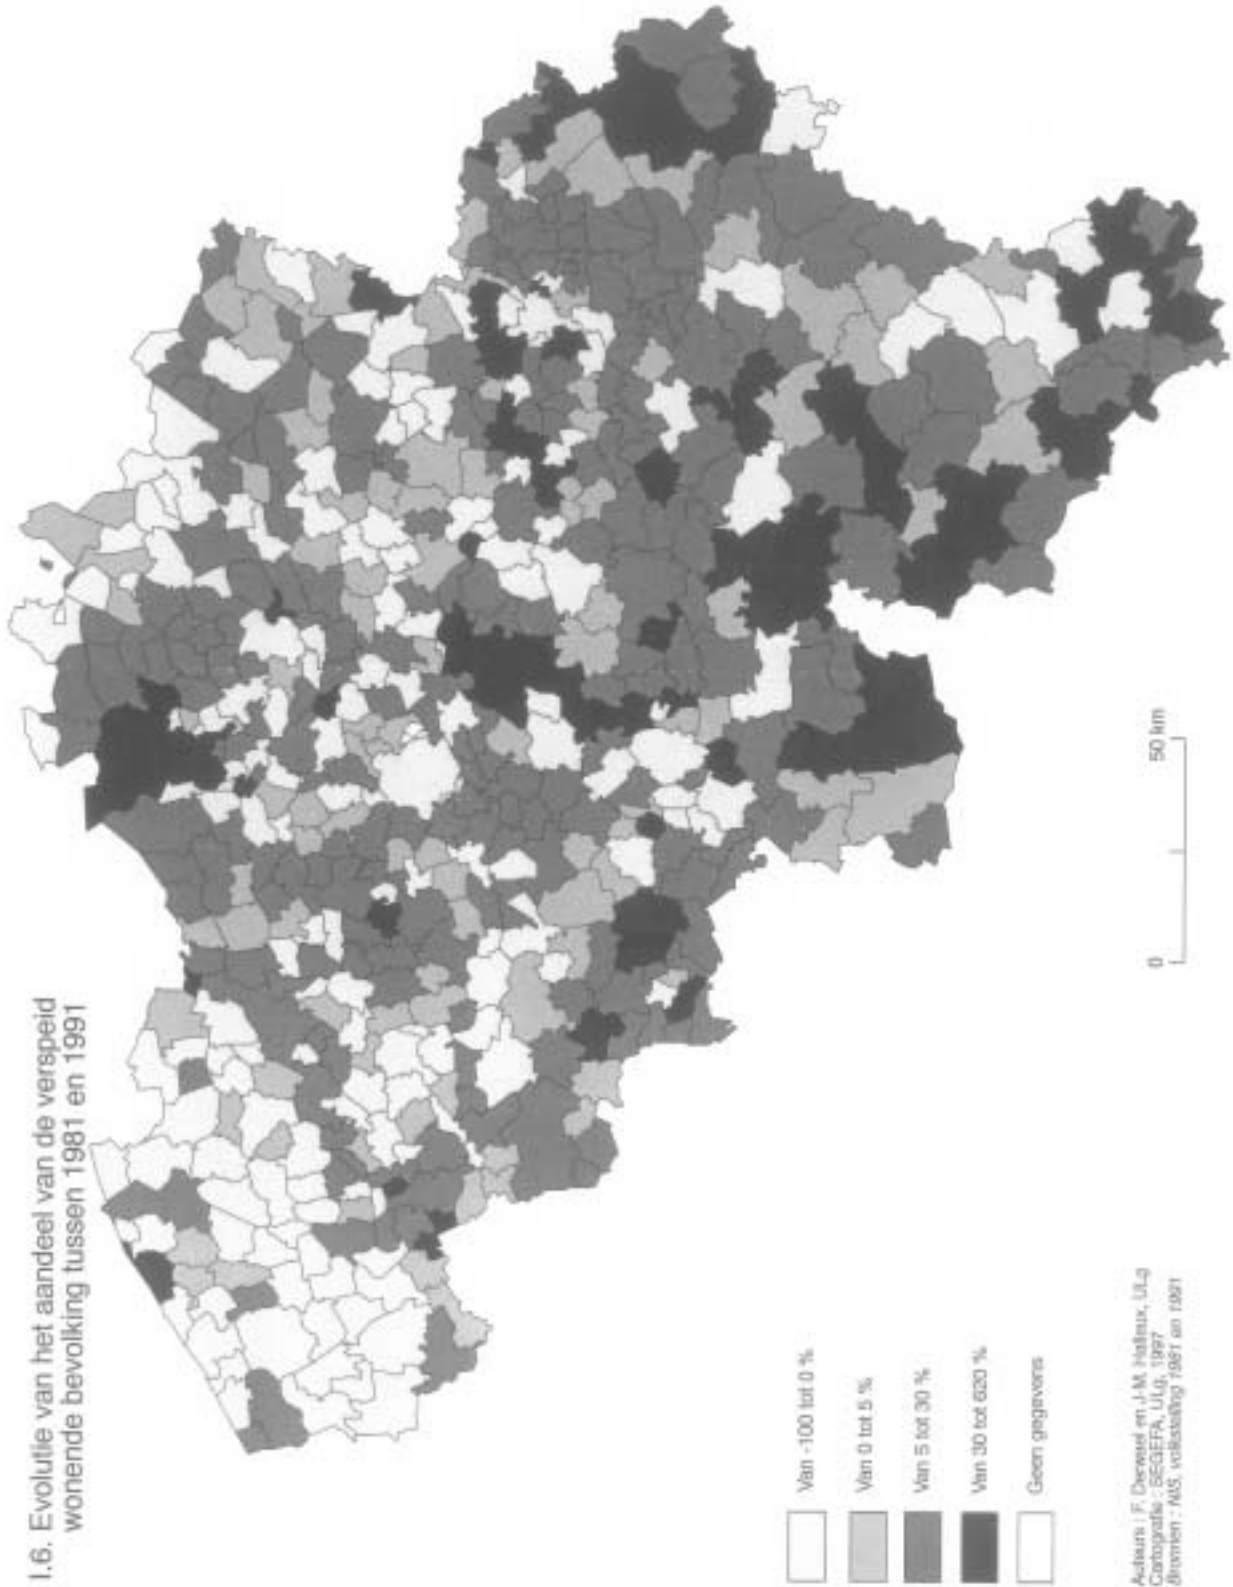 I.6. Evolutie van het aandeel van de verspeid
wonende bevolking tussen 1981 en 1991
Van -100 tot 0 %
Van 0 tot 5 %
Van 5 tot 30 %
Van 30 tot 620 %
Geen gegevens
0
50 km
Auteurs : F. Derwael en J-M. Halleux, ULg
Cartografie : SEGEFA, ULg, 1997
Bronnen : NIS, volkstelling 1981 en 1991